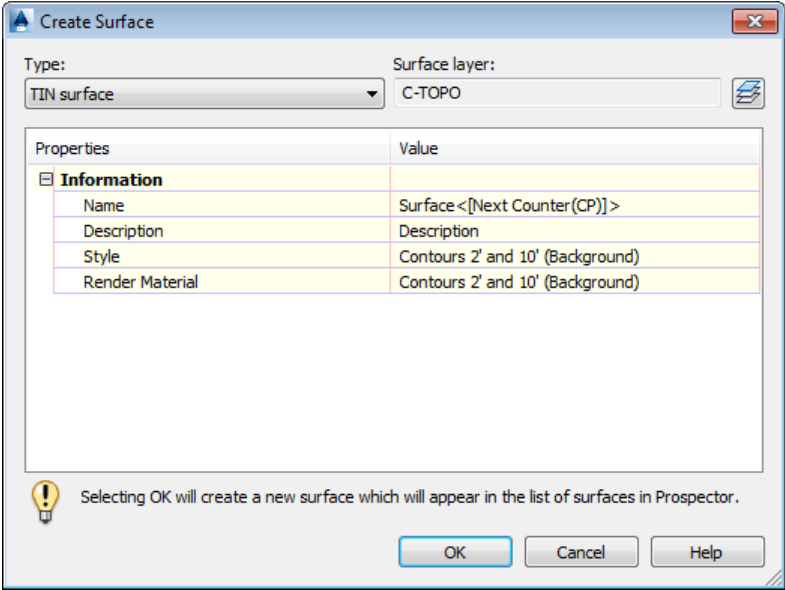 Create Surface
Type:
Surface layer:
TIN surface
C-TOPO
Properties Value
Information
Name Surface<[Next Counter(CP)]>
Description Description
Style Contours 2' and 10' (Background)
Render Material Contours 2' and 10' (Background)
Selecting OK will create a new surface which will appear in the list of surfaces in Prospector.
OK Cancel Help